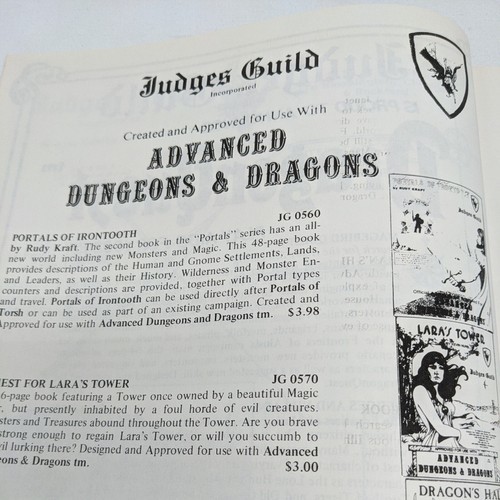 Judges Guild
Incorporated
Created and Approved for Use With
ADVANCED
DUNGEONS & DRAGONS
JG 0560
PORTALS OF IRONTOOTH
by Rudy Kraft. The second book in the "Portals" series has an all-
new world including new Monsters and Magic. This 48-page book
provides descriptions of the Human and Gnome Settlements, Lands,
and Leaders, as well as their History. Wilderness and Monster En-
counters and descriptions are provided, together with Portal types
and travel. Portals of Irontooth can be used directly after Portals of
Torsh or can be used as part of an existing campaign. Created and
Approved for use with Advanced Dungeons and Dragons tm. $3.98
JG 0570
EST FOR LARA'S TOWER
6-page book featuring a Tower once owned by a beautiful Magic
r, but presently inhabited by a foul horde of evil creatures.
sters and Treasures abound throughout the Tower. Are you brave
strong enough to regain Lara's Tower, or will you succumb to
vil lurking there? Designed and Approved for use with Advanced
eons & Dragons tm. $3.00
ADVANCED
DUNGEONS & DRAGONS
LARA'S TOWER
Judges Guild
ADVANCED
DUNGEONS & DRAGONS
DRAGON'S HA